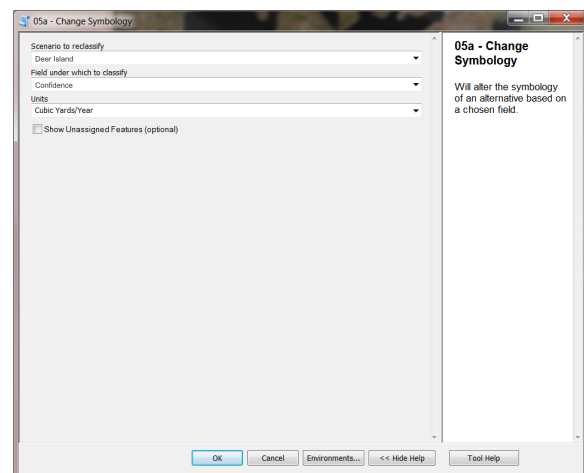 05a - Change Symbology
Scenario to reclassify
Deer Island
Field under which to classify
Confidence
Units
Cubic Yards/Year
Show Unassigned Features (optional)
05a - Change
Symbology
Will alter the symbology
of an alternative based on
a chosen field.
OK
Cancel
Environments...
<< Hide Help
Tool Help